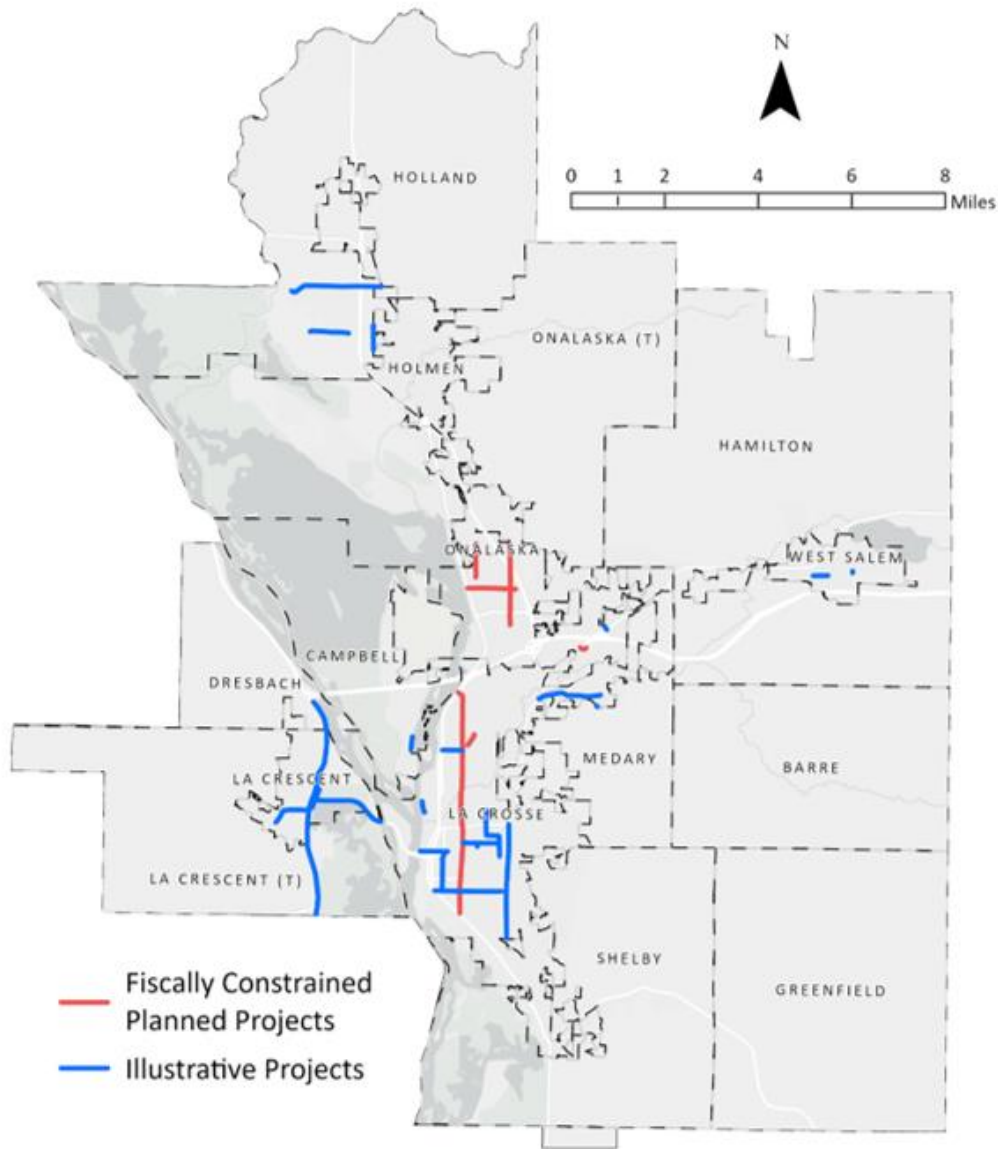 N
0 1 2 4 6 8
Miles
HOLLAND
ONALASKA (T)
HOLMEN
HAMILTON
ONALASKA
WEST SALEM
CAMPBELL
DRESBACH
MEDARY
BARRE
LA CRESCENT
LA CROSSE
LA CRESCENT (T)
SHELBY
GREENFIELD
Fiscally Constrained
Planned Projects
Illustrative Projects